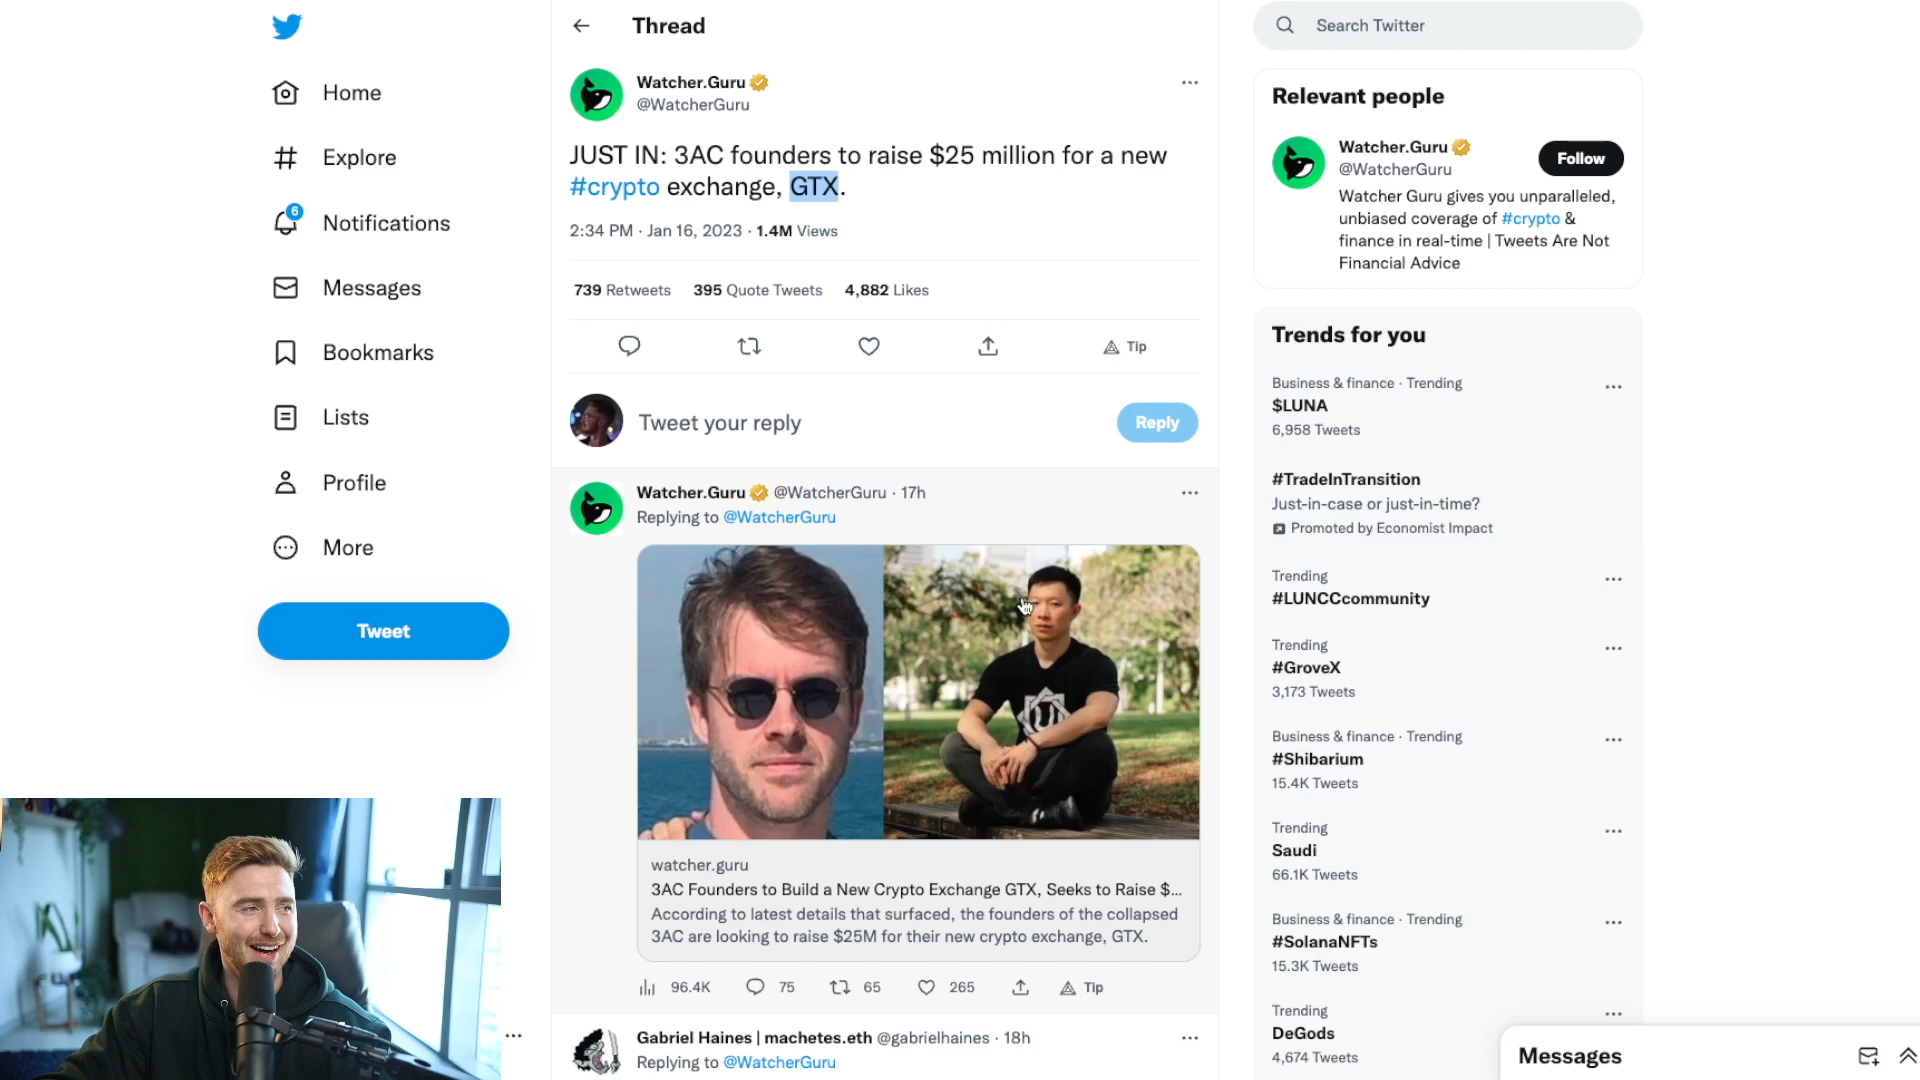 Home
Explore
6
Notifications
Messages
Bookmarks
Lists
Profile
More
Tweet
Thread
Watcher.Guru
@WatcherGuru
JUST IN: 3AC founders to raise $25 million for a new
#crypto exchange, GTX.
2:34 PM · Jan 16, 2023 · 1.4M Views
739 Retweets 395 Quote Tweets 4,882 Likes
Tip
Tweet your reply
Reply
Watcher.Guru @WatcherGuru · 17h
Replying to @WatcherGuru
watcher.guru
3AC Founders to Build a New Crypto Exchange GTX, Seeks to Raise $...
According to latest details that surfaced, the founders of the collapsed
3AC are looking to raise $25M for their new crypto exchange, GTX.
96.4K 75 65 265 Tip
Gabriel Haines | machetes.eth @gabrielhaines · 18h
Replying to @WatcherGuru
Search Twitter
Relevant people
Watcher.Guru
@WatcherGuru
Follow
Watcher Guru gives you unparalleled,
unbiased coverage of #crypto &
finance in real-time | Tweets Are Not
Financial Advice
Trends for you
Business & finance · Trending
$LUNA
6,958 Tweets
#TradeInTransition
Just-in-case or just-in-time?
Promoted by Economist Impact
Trending
#LUNCCcommunity
Trending
#GroveX
3,173 Tweets
Business & finance · Trending
#Shibarium
15.4K Tweets
Trending
Saudi
66.1K Tweets
Business & finance · Trending
#SolanaNFTs
15.3K Tweets
Trending
DeGods
4,674 Tweets
Messages